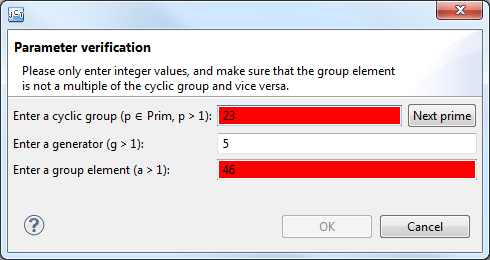 JCT
Parameter verification
Please only enter integer values, and make sure that the group element
is not a multiple of the cyclic group and vice versa.
Enter a cyclic group (p ∈ Prim, p > 1): 23 Next prime
Enter a generator (g > 1): 5
Enter a group element (a > 1): 46
? OK Cancel